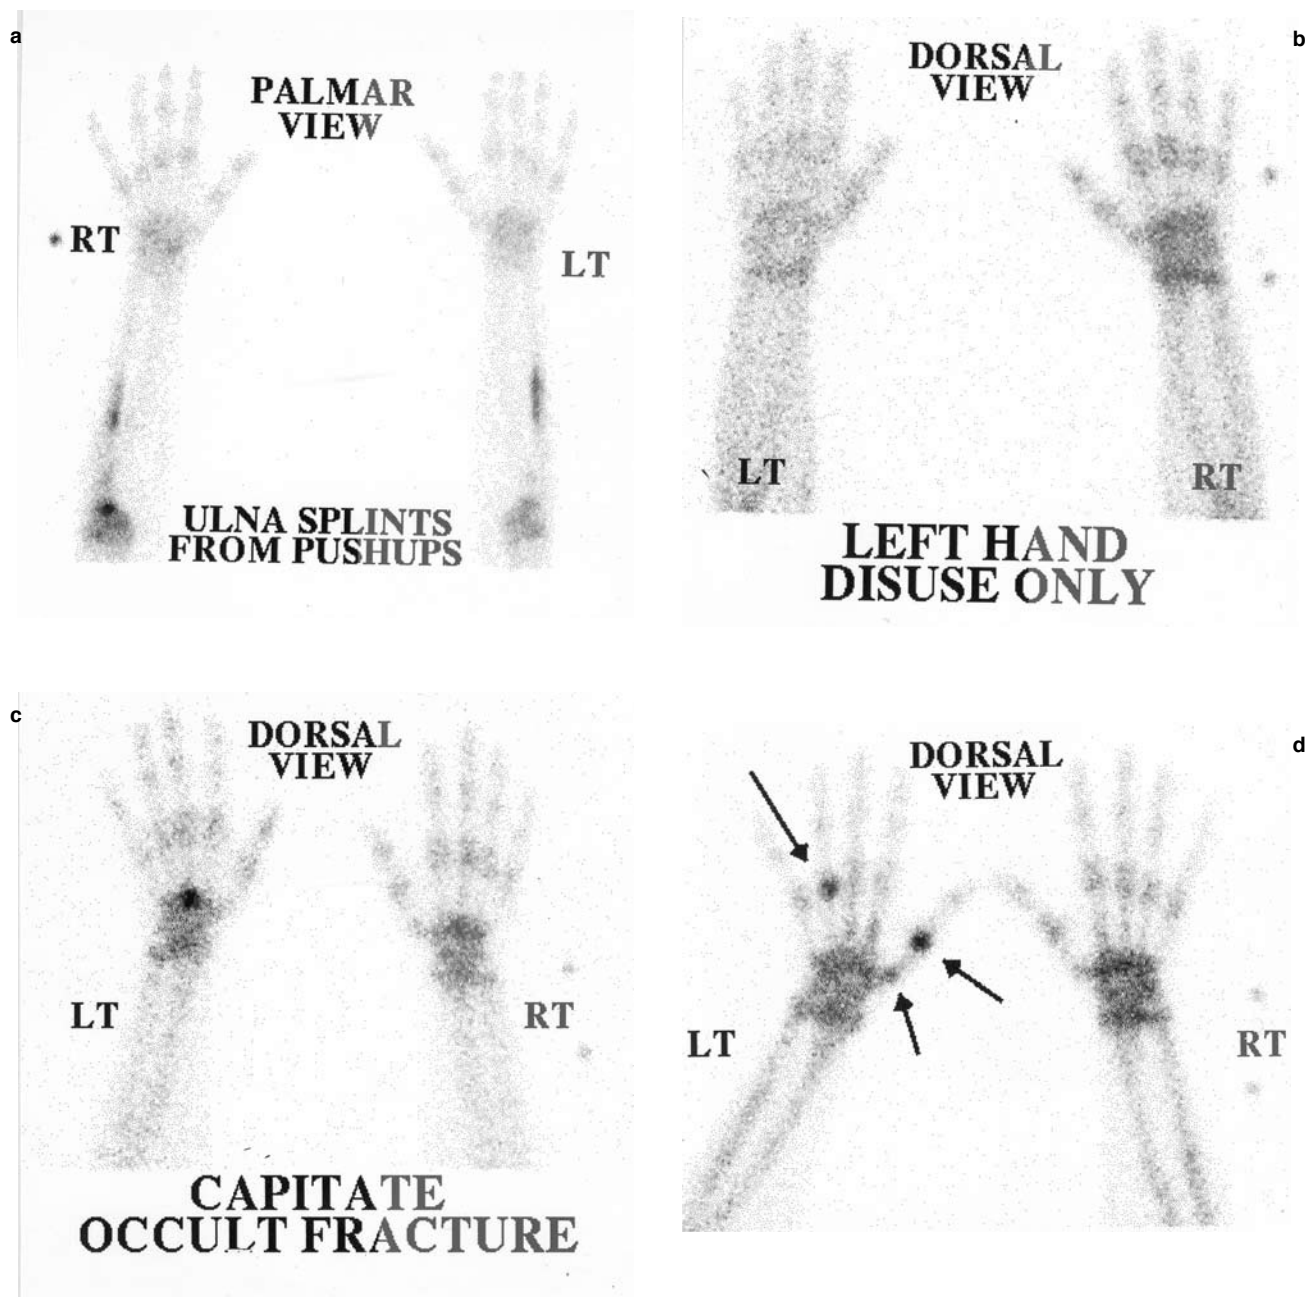 a
PALMAR
VIEW
RT
LT
ULNA SPLINTS
FROM PUSHUPS
b
DORSAL
VIEW
LT
RT
LEFT HAND
DISUSE ONLY
c
DORSAL
VIEW
LT
RT
CAPITATE
OCCULT FRACTURE
d
DORSAL
VIEW
LT
RT